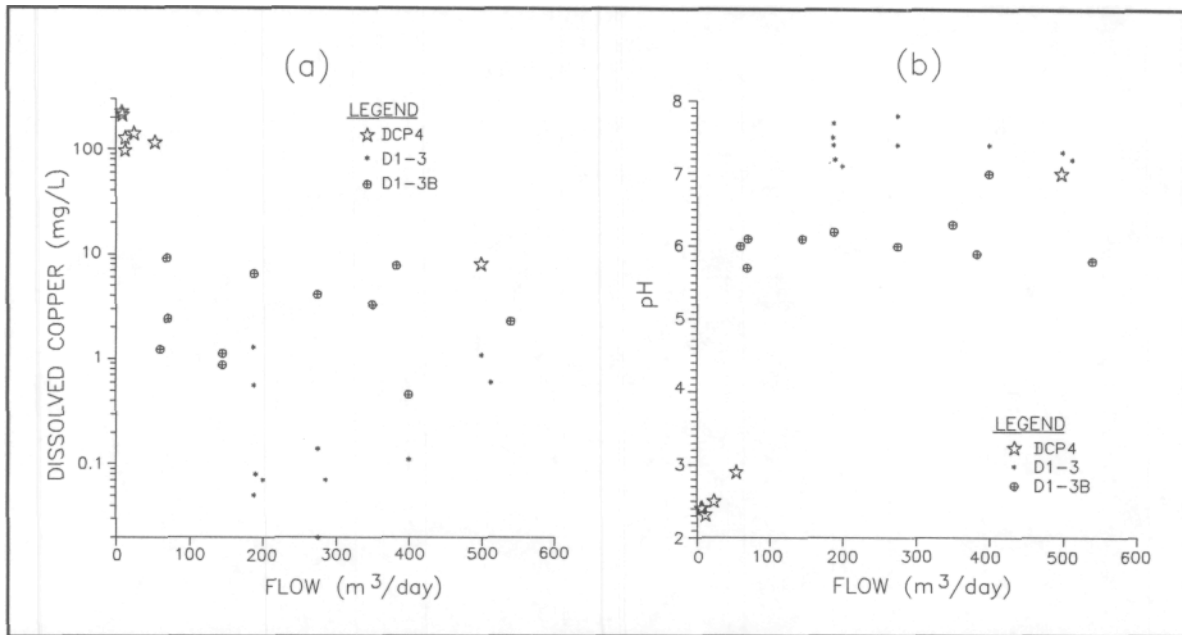 (a)
LEGEND
DCP4
D1-3
D1-3B
100
10
1
0.1
DISSOLVED COPPER (mg/L)
0 100 200 300 400 500 600
FLOW (m³/day)
(b)
8
7
6
5
4
3
2
pH
LEGEND
DCP4
D1-3
D1-3B
0 100 200 300 400 500 600
FLOW (m³/day)